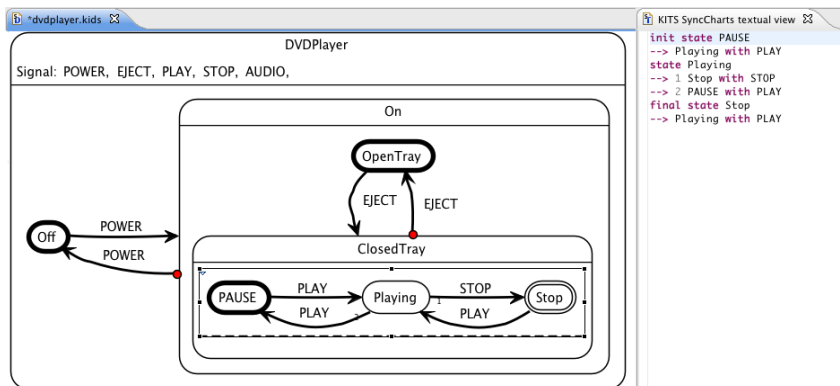 *dvdplayer.kids
DVDPlayer
Signal: POWER, EJECT, PLAY, STOP, AUDIO,
On
OpenTray
EJECT
EJECT
Off
POWER
POWER
ClosedTray
PAUSE
PLAY
PLAY
Playing
1
2
STOP
PLAY
Stop
KITS SyncCharts textual view
init state PAUSE
--> Playing with PLAY
state Playing
--> 1 Stop with STOP
--> 2 PAUSE with PLAY
final state Stop
--> Playing with PLAY